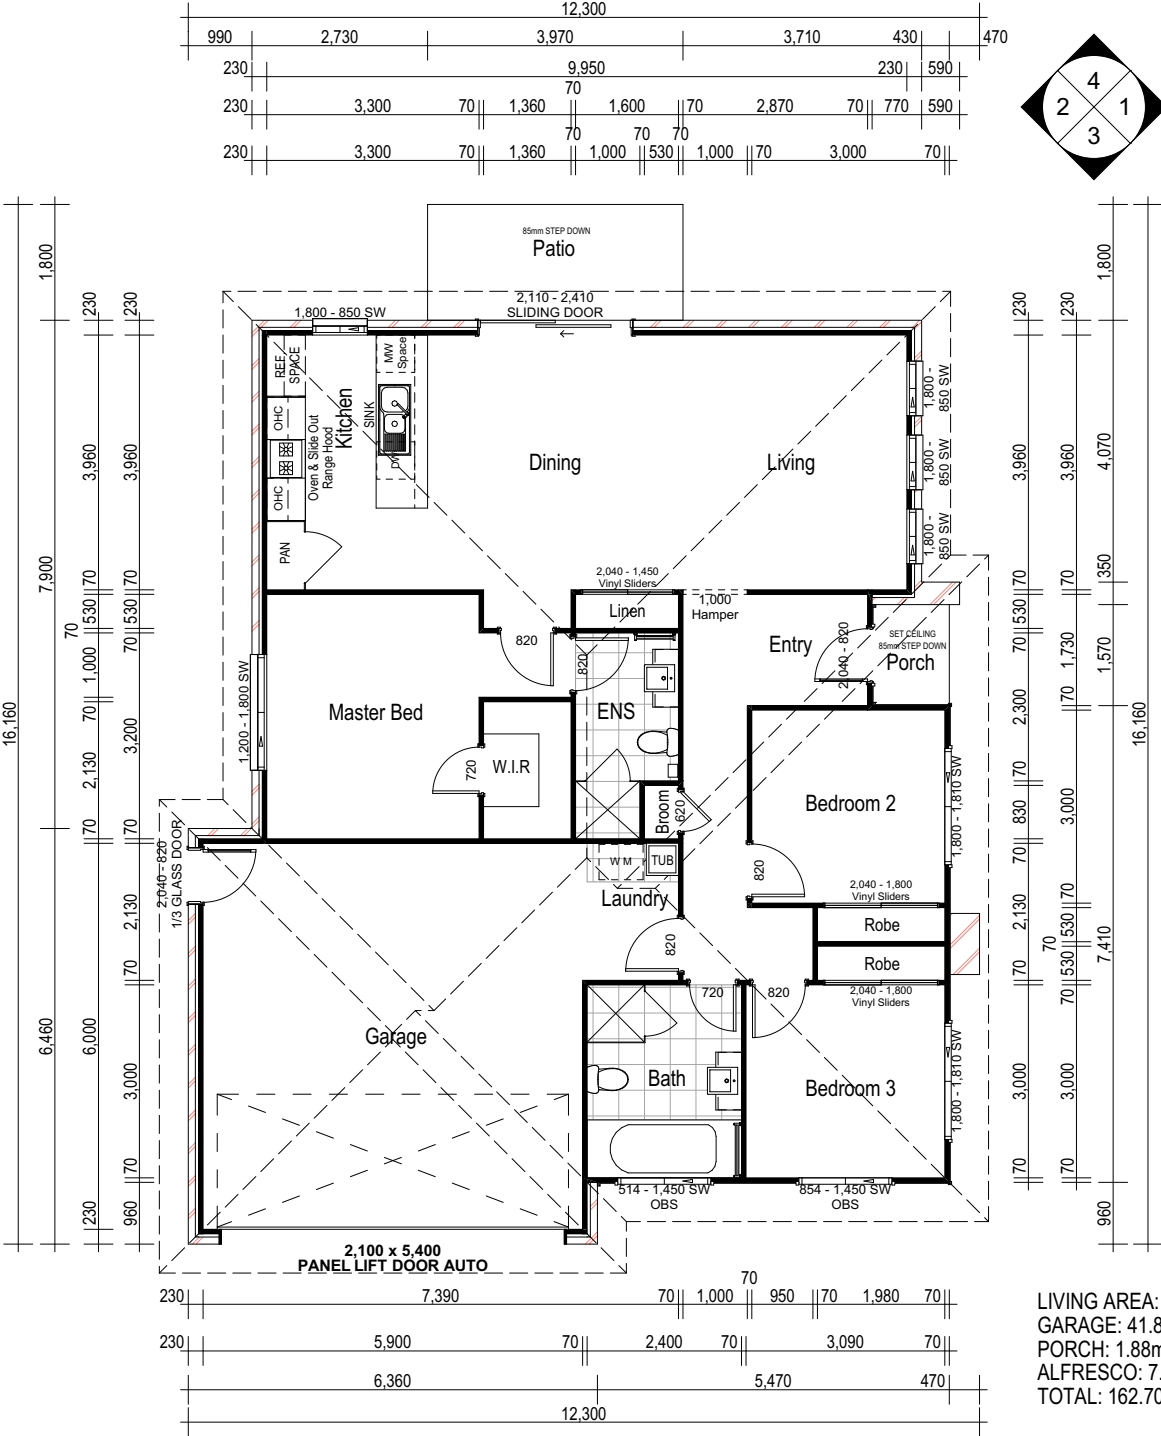 12,300
990 2,730 3,970 3,710 430 470
230 9,950 230 590
70
230 3,300 70 1,360 1,600 70 2,870 70 770 590
70 70 70
230 3,300 70 1,360 1,000 530 1,000 70 3,000 70
4
2 1
3
85mm STEP DOWN
Patio
1,800 - 850 SW
2,110 - 2,410
SLIDING DOOR
REF SPACE
MW Space
OHC
Oven & Slide Out
Range Hood
Kitchen
SINK
OHC
PAN
Dining
Living
1,800 -
850 SW
1,800 -
850 SW
1,800 -
850 SW
2,040 - 1,450
Vinyl Sliders
Linen
1,000
Hamper
Entry
2,040 - 820
SET CEILING
85mm STEP DOWN
Porch
820
820
Master Bed
1,200 - 1,800 SW
ENS
W.I.R
720
Broom
620
Bedroom 2
1,800 - 1,810 SW
820
2,040 - 1,800
Vinyl Sliders
Robe
Robe
2,040 - 1,800
Vinyl Sliders
2,040 - 820
1/3 GLASS DOOR
W M
TUB
Laundry
820
720
820
Garage
Bath
Bedroom 3
1,800 - 1,810 SW
514 - 1,450 SW
OBS
854 - 1,450 SW
OBS
2,100 x 5,400
PANEL LIFT DOOR AUTO
16,160
1,800
7,900
6,460
230
3,960
70
530
70
1,000
70
2,130
70
6,000
230
230
3,960
70
530
70
3,200
70
2,130
70
3,000
70
960
230
3,960
70
530
70
2,300
70
830
70
2,130
70
3,000
70
230
3,960
70
1,730
70
3,000
70
530
70
530
70
3,000
70
1,800
4,070
350
1,570
7,410
960
16,160
70
230 7,390 70 1,000 950 70 1,980 70
230 5,900 70 2,400 70 3,090 70
6,360 5,470 470
12,300
LIVING AREA:
GARAGE: 41.8
PORCH: 1.88m
ALFRESCO: 7.
TOTAL: 162.70